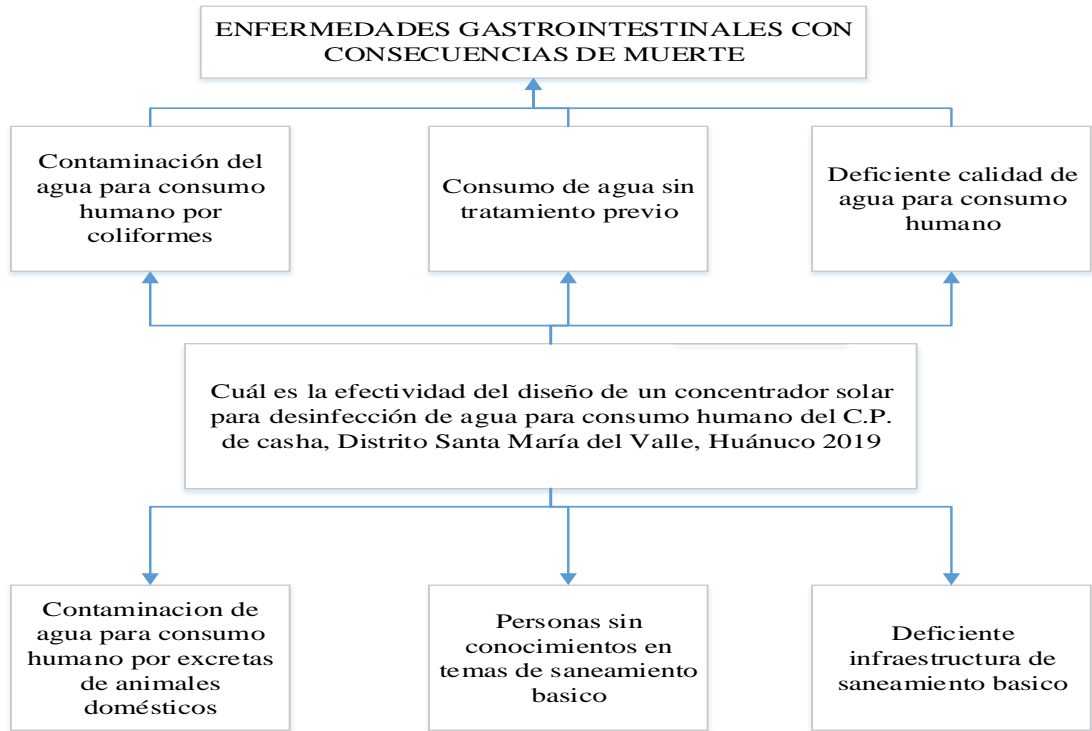 ENFERMEDADES GASTROINTESTINALES CON
CONSECUENCIAS DE MUERTE
Contaminación del
agua para consumo
humano por
coliformes
Consumo de agua sin
tratamiento previo
Deficiente calidad de
agua para consumo
humano
Cuál es la efectividad del diseño de un concentrador solar
para desinfección de agua para consumo humano del C.P.
de casha, Distrito Santa María del Valle, Huánuco 2019
Contaminacion de
agua para consumo
humano por excretas
de animales
domésticos
Personas sin
conocimientos en
temas de saneamiento
basico
Deficiente
infraestructura de
saneamiento basico